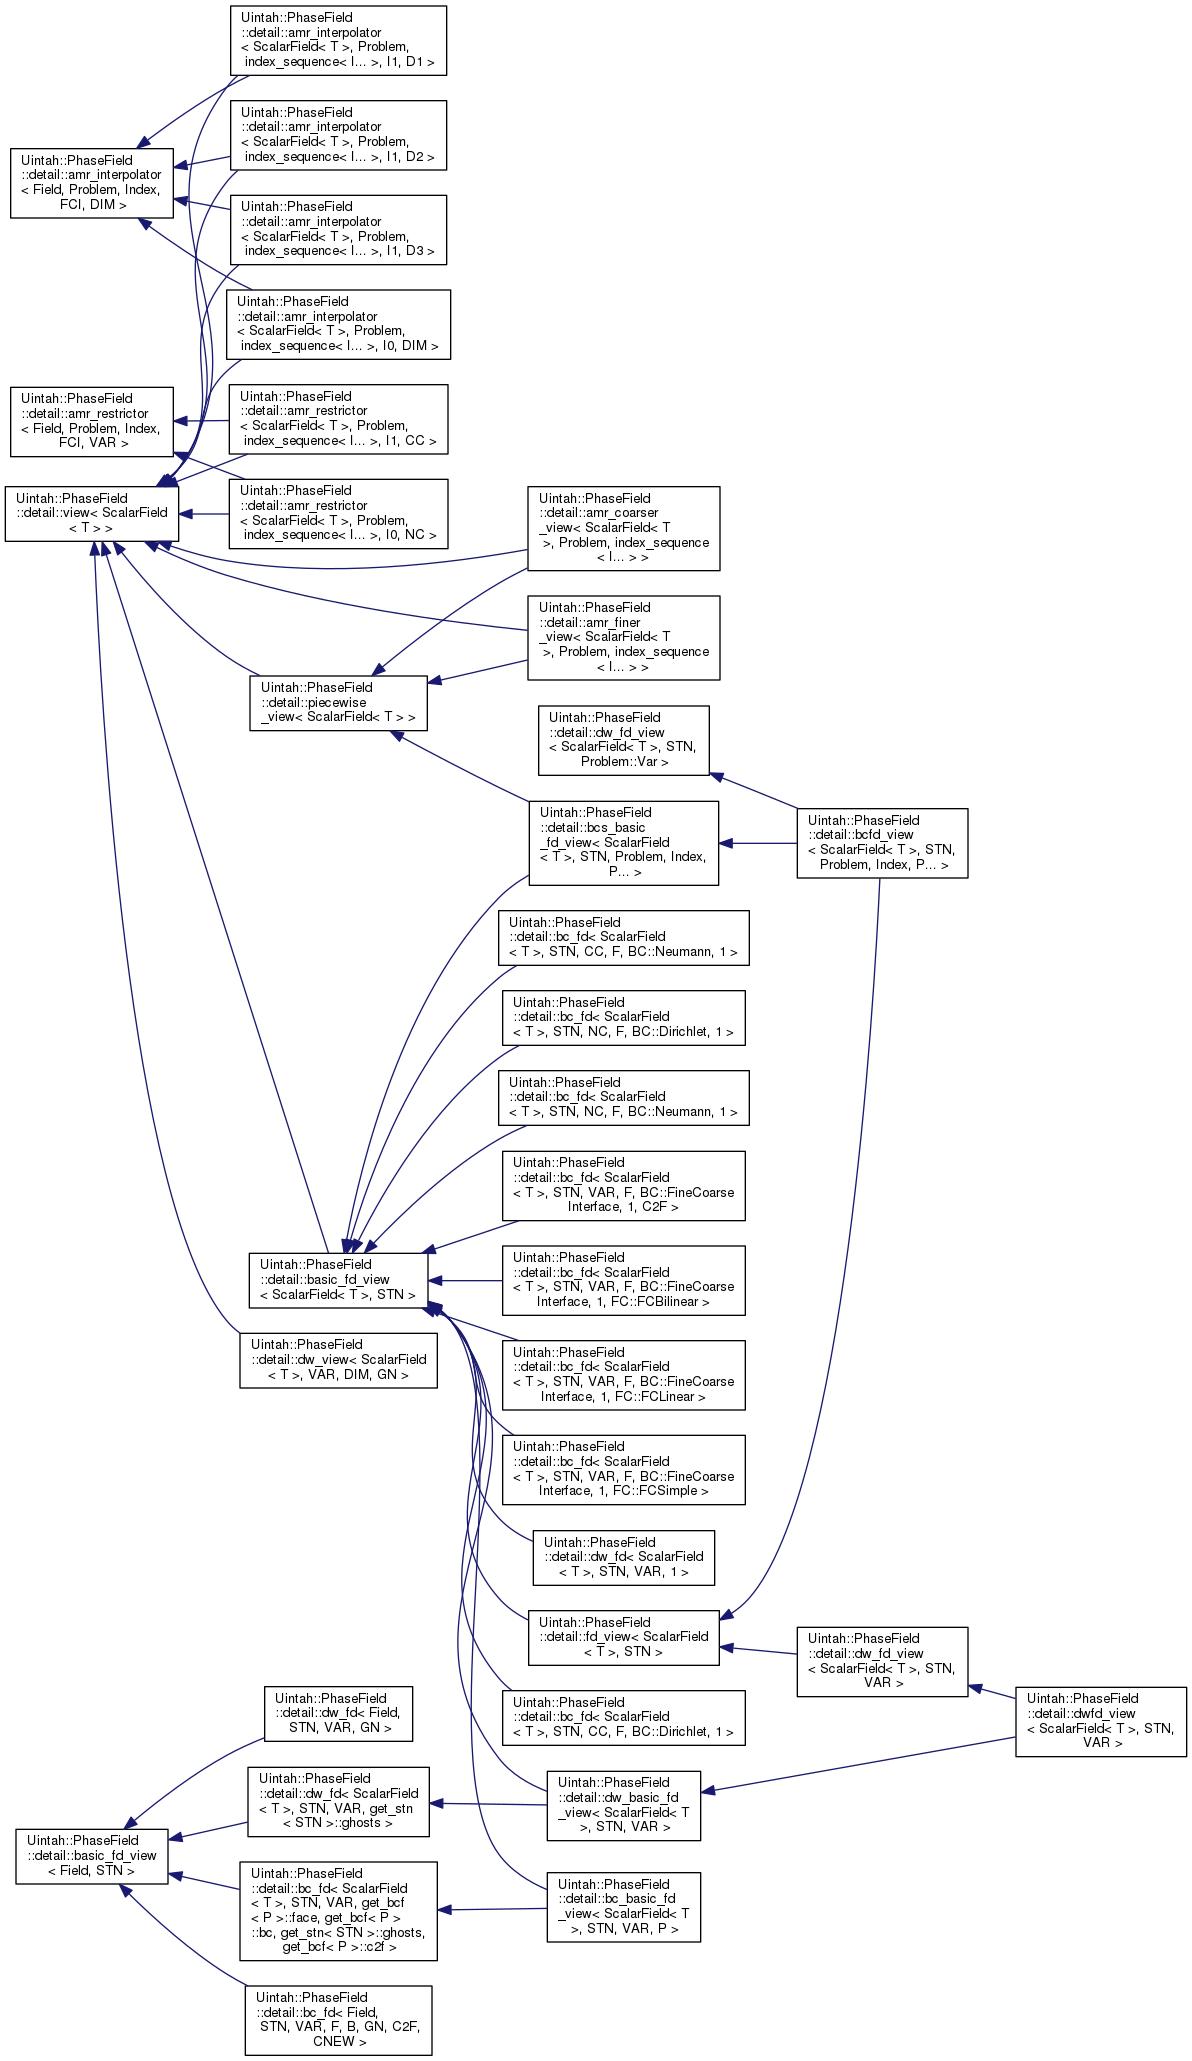 Uintah::PhaseField
::detail::amr_interpolator
< ScalarField< T >, Problem,
index_sequence< I... >, I1, D1 >
Uintah::PhaseField
::detail::amr_interpolator
< ScalarField< T >, Problem,
index_sequence< I... >, I1, D2 >
Uintah::PhaseField
::detail::amr_interpolator
< Field, Problem, Index,
FCI, DIM >
Uintah::PhaseField
::detail::amr_interpolator
< ScalarField< T >, Problem,
index_sequence< I... >, I1, D3 >
Uintah::PhaseField
::detail::amr_interpolator
< ScalarField< T >, Problem,
index_sequence< I... >, I0, DIM >
Uintah::PhaseField
::detail::amr_restrictor
< Field, Problem, Index,
FCI, VAR >
Uintah::PhaseField
::detail::amr_restrictor
< ScalarField< T >, Problem,
index_sequence< I... >, I1, CC >
Uintah::PhaseField
::detail::view< ScalarField
< T > >
Uintah::PhaseField
::detail::amr_restrictor
< ScalarField< T >, Problem,
index_sequence< I... >, I0, NC >
Uintah::PhaseField
::detail::amr_coarser
_view< ScalarField< T
>, Problem, index_sequence
< I... > >
Uintah::PhaseField
::detail::amr_finer
_view< ScalarField< T
>, Problem, index_sequence
< I... > >
Uintah::PhaseField
::detail::piecewise
_view< ScalarField< T > >
Uintah::PhaseField
::detail::dw_fd_view
< ScalarField< T >, STN,
Problem::Var >
Uintah::PhaseField
::detail::bcs_basic
_fd_view< ScalarField
< T >, STN, Problem, Index,
P... >
Uintah::PhaseField
::detail::bcfd_view
< ScalarField< T >, STN,
Problem, Index, P... >
Uintah::PhaseField
::detail::bc_fd< ScalarField
< T >, STN, CC, F, BC::Neumann, 1 >
Uintah::PhaseField
::detail::bc_fd< ScalarField
< T >, STN, NC, F, BC::Dirichlet, 1 >
Uintah::PhaseField
::detail::bc_fd< ScalarField
< T >, STN, NC, F, BC::Neumann, 1 >
Uintah::PhaseField
::detail::bc_fd< ScalarField
< T >, STN, VAR, F, BC::FineCoarse
Interface, 1, C2F >
Uintah::PhaseField
::detail::basic_fd_view
< ScalarField< T >, STN >
Uintah::PhaseField
::detail::bc_fd< ScalarField
< T >, STN, VAR, F, BC::FineCoarse
Interface, 1, FC::FCBilinear >
Uintah::PhaseField
::detail::dw_view< ScalarField
< T >, VAR, DIM, GN >
Uintah::PhaseField
::detail::bc_fd< ScalarField
< T >, STN, VAR, F, BC::FineCoarse
Interface, 1, FC::FCLinear >
Uintah::PhaseField
::detail::bc_fd< ScalarField
< T >, STN, VAR, F, BC::FineCoarse
Interface, 1, FC::FCSimple >
Uintah::PhaseField
::detail::dw_fd< ScalarField
< T >, STN, VAR, 1 >
Uintah::PhaseField
::detail::fd_view< ScalarField
< T >, STN >
Uintah::PhaseField
::detail::dw_fd_view
< ScalarField< T >, STN,
VAR >
Uintah::PhaseField
::detail::dwfd_view
< ScalarField< T >, STN,
VAR >
Uintah::PhaseField
::detail::bc_fd< ScalarField
< T >, STN, CC, F, BC::Dirichlet, 1 >
Uintah::PhaseField
::detail::dw_fd< Field,
STN, VAR, GN >
Uintah::PhaseField
::detail::dw_fd< ScalarField
< T >, STN, VAR, get_stn
< STN >::ghosts >
Uintah::PhaseField
::detail::dw_basic_fd
_view< ScalarField< T
>, STN, VAR >
Uintah::PhaseField
::detail::basic_fd_view
< Field, STN >
Uintah::PhaseField
::detail::bc_fd< ScalarField
< T >, STN, VAR, get_bcf
< P >::face, get_bcf< P >
::bc, get_stn< STN >::ghosts,
get_bcf< P >::c2f >
Uintah::PhaseField
::detail::bc_basic_fd
_view< ScalarField< T
>, STN, VAR, P >
Uintah::PhaseField
::detail::bc_fd< Field,
STN, VAR, F, B, GN, C2F,
CNEW >